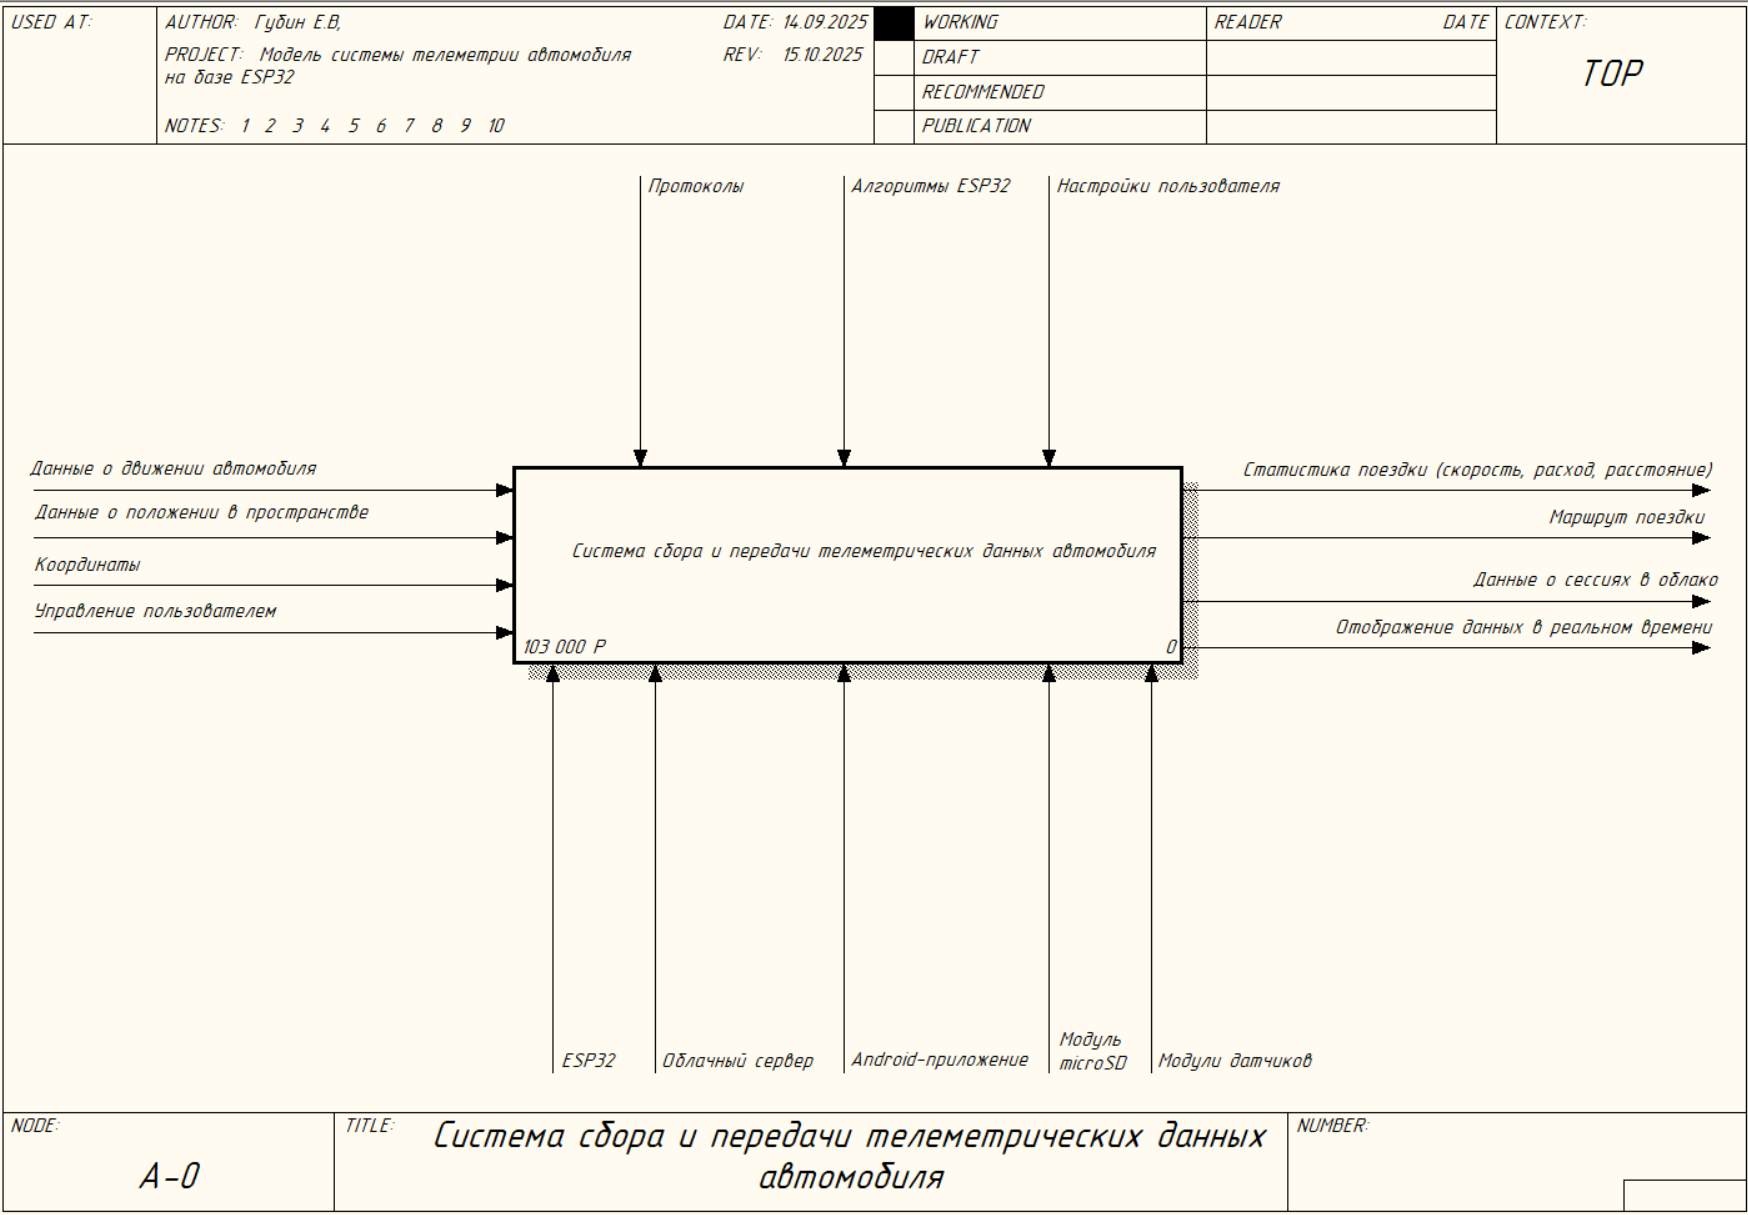 USED AT:
AUTHOR: Губин Е.В,
DATE: 14.09.2025
PROJECT: Модель системы телеметрии автомобиля
на базе ESP32
REV: 15.10.2025
NOTES: 1 2 3 4 5 6 7 8 9 10
WORKING
DRAFT
RECOMMENDED
PUBLICATION
READER
DATE
CONTEXT:
TOP
Протоколы
Алгоритмы ESP32
Настройки пользователя
Данные о движении автомобиля
Данные о положении в пространстве
Координаты
Управление пользователем
Система сбора и передачи телеметрических данных автомобиля
103 000 Р
0
Статистика поездки (скорость, расход, расстояние)
Маршрут поездки
Данные о сессиях в облако
Отображение данных в реальном времени
ESP32
Облачный сервер
Android-приложение
Модуль
microSD
Модули датчиков
NODE:
A-0
TITLE:
Система сбора и передачи телеметрических данных
автомобиля
NUMBER: